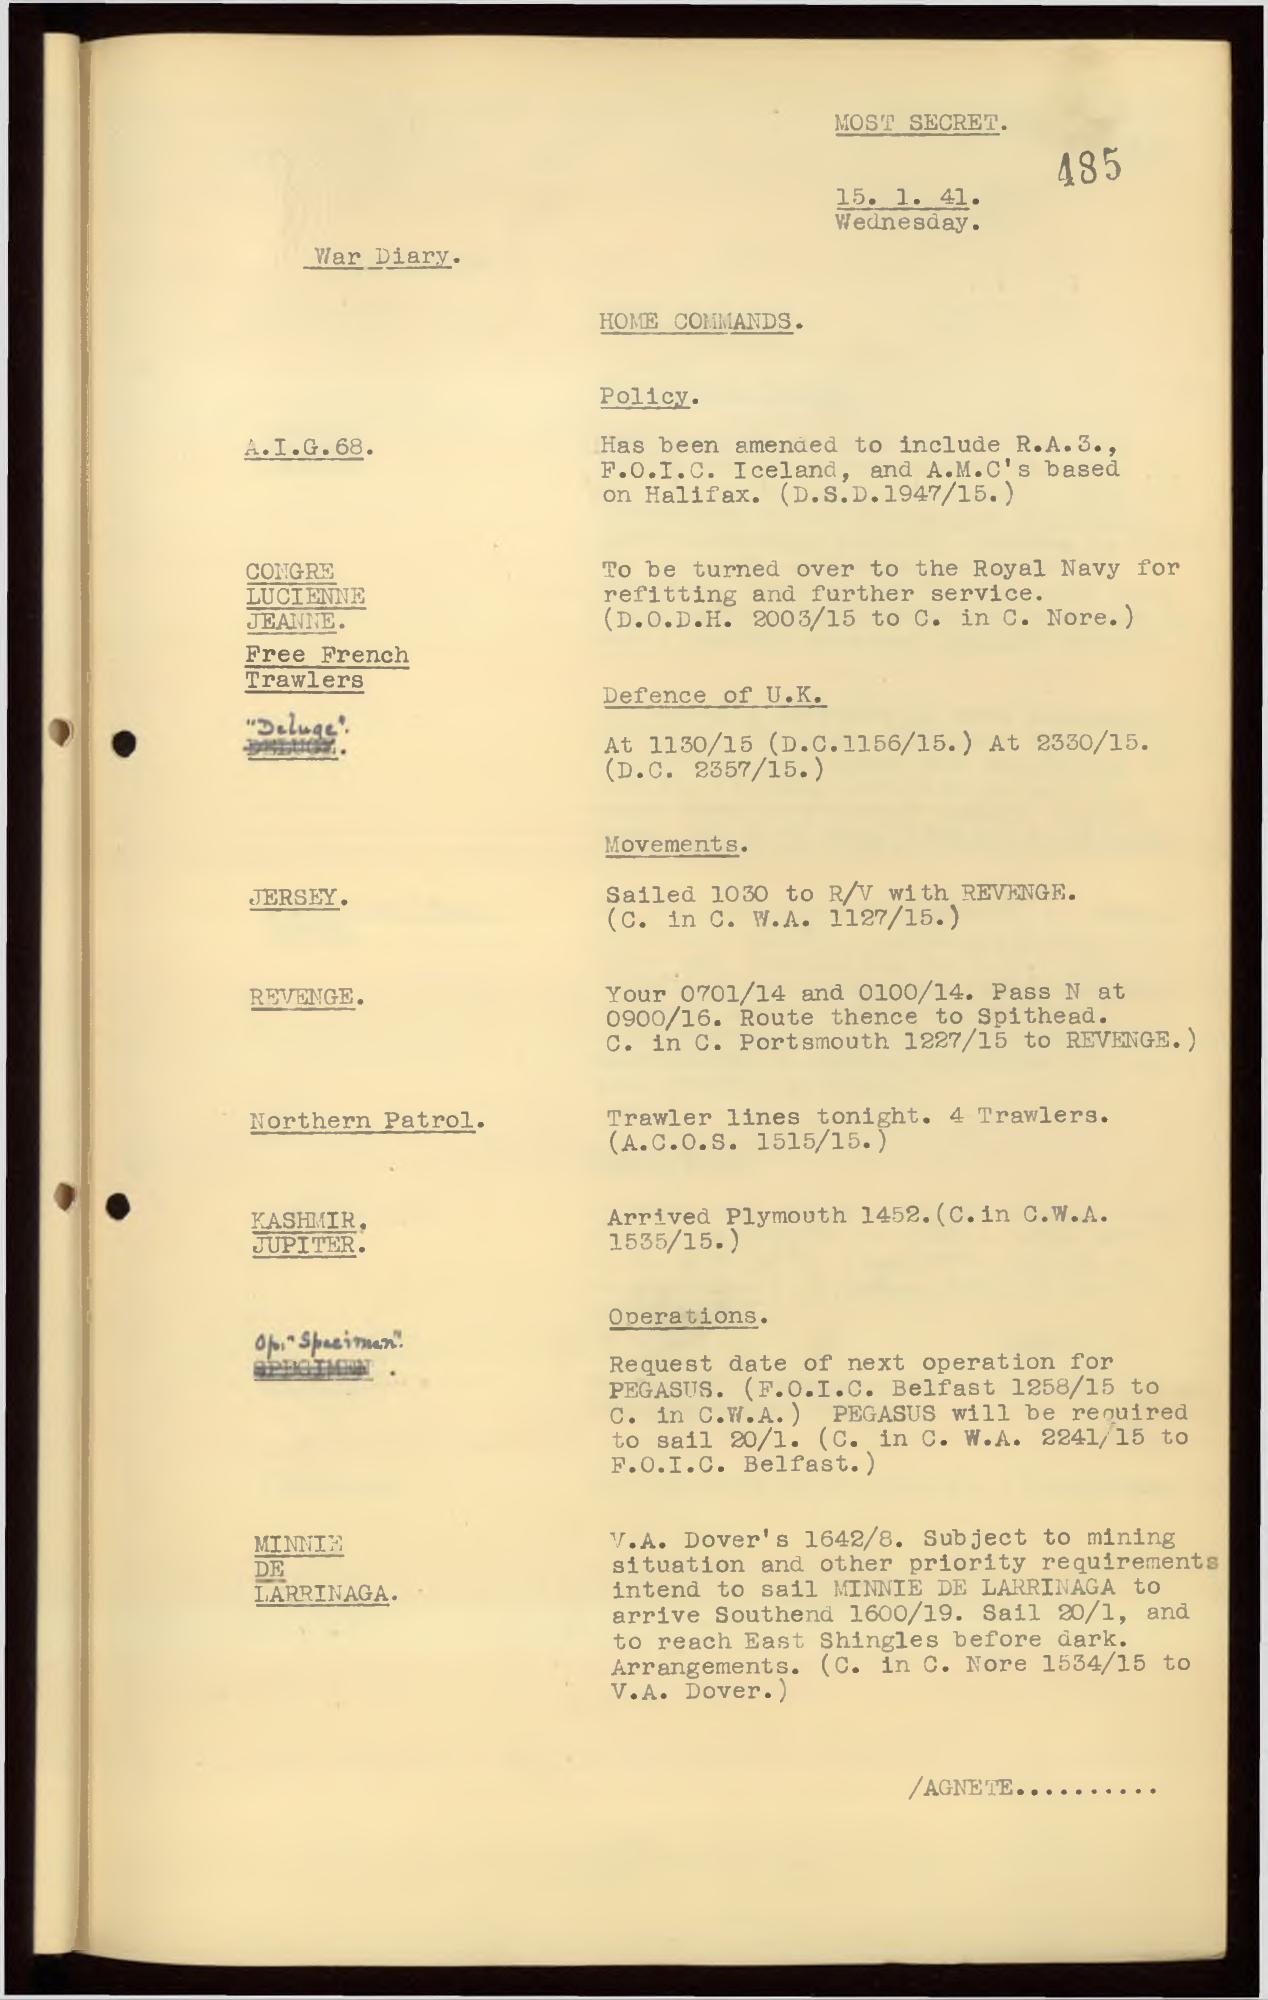 MOST SECRET.
485
15. 1. 41.
Wednesday.
War Diary.
HOME COMMANDS.
Policy.
A.I.G.68.
Has been amended to include R.A.3.,
F.O.I.C. Iceland, and A.M.C's based
on Halifax. (D.S.D.1947/15.)
CONGRE
LUCIENNE
JEANNE.
Free French
Trawlers
To be turned over to the Royal Navy for
refitting and further service.
(D.O.D.H. 2003/15 to C. in C. Nore.)
Defence of U.K.
"Deluge".
DELUGE.
At 1130/15 (D.C.1156/15.) At 2330/15.
(D.C. 2357/15.)
Movements.
JERSEY.
Sailed 1030 to R/V with REVENGE.
(C. in C. W.A. 1127/15.)
REVENGE.
Your 0701/14 and 0100/14. Pass N at
0900/16. Route thence to Spithead.
C. in C. Portsmouth 1227/15 to REVENGE.)
Northern Patrol.
Trawler lines tonight. 4 Trawlers.
(A.C.O.S. 1515/15.)
KASHMIR.
JUPITER.
Arrived Plymouth 1452.(C.in C.W.A.
1535/15.)
Operations.
Op. "Specimen".
SPECIMEN .
Request date of next operation for
PEGASUS. (F.O.I.C. Belfast 1258/15 to
C. in C.W.A.) PEGASUS will be required
to sail 20/1. (C. in C. W.A. 2241/15 to
F.O.I.C. Belfast.)
MINNIE
DE
LARRINAGA.
V.A. Dover's 1642/8. Subject to mining
situation and other priority requirements
intend to sail MINNIE DE LARRINAGA to
arrive Southend 1600/19. Sail 20/1, and
to reach East Shingles before dark.
Arrangements. (C. in C. Nore 1534/15 to
V.A. Dover.)
/AGNETE..........